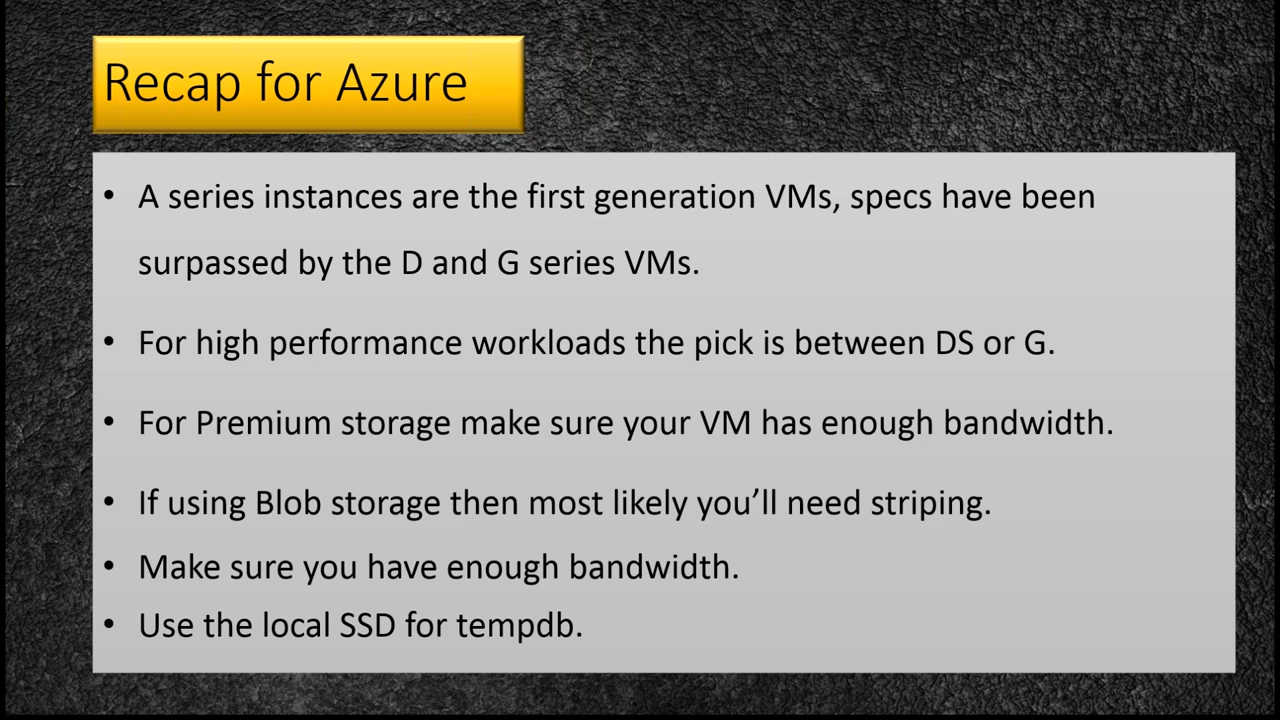 Recap for Azure
• A series instances are the first generation VMs, specs have been
surpassed by the D and G series VMs.
• For high performance workloads the pick is between DS or G.
• For Premium storage make sure your VM has enough bandwidth.
• If using Blob storage then most likely you’ll need striping.
• Make sure you have enough bandwidth.
• Use the local SSD for tempdb.